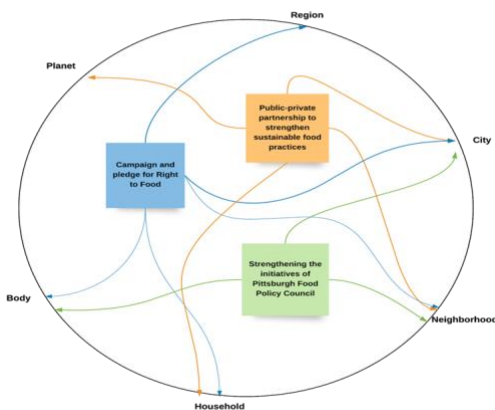 Region
Planet
Public-private
partnership to
strengthen
sustainable food
practices
City
Campaign and
pledge for Right
to Food
Strengthening the
initiatives of
Pittsburgh Food
Policy Council
Body
Neighborhood
Household